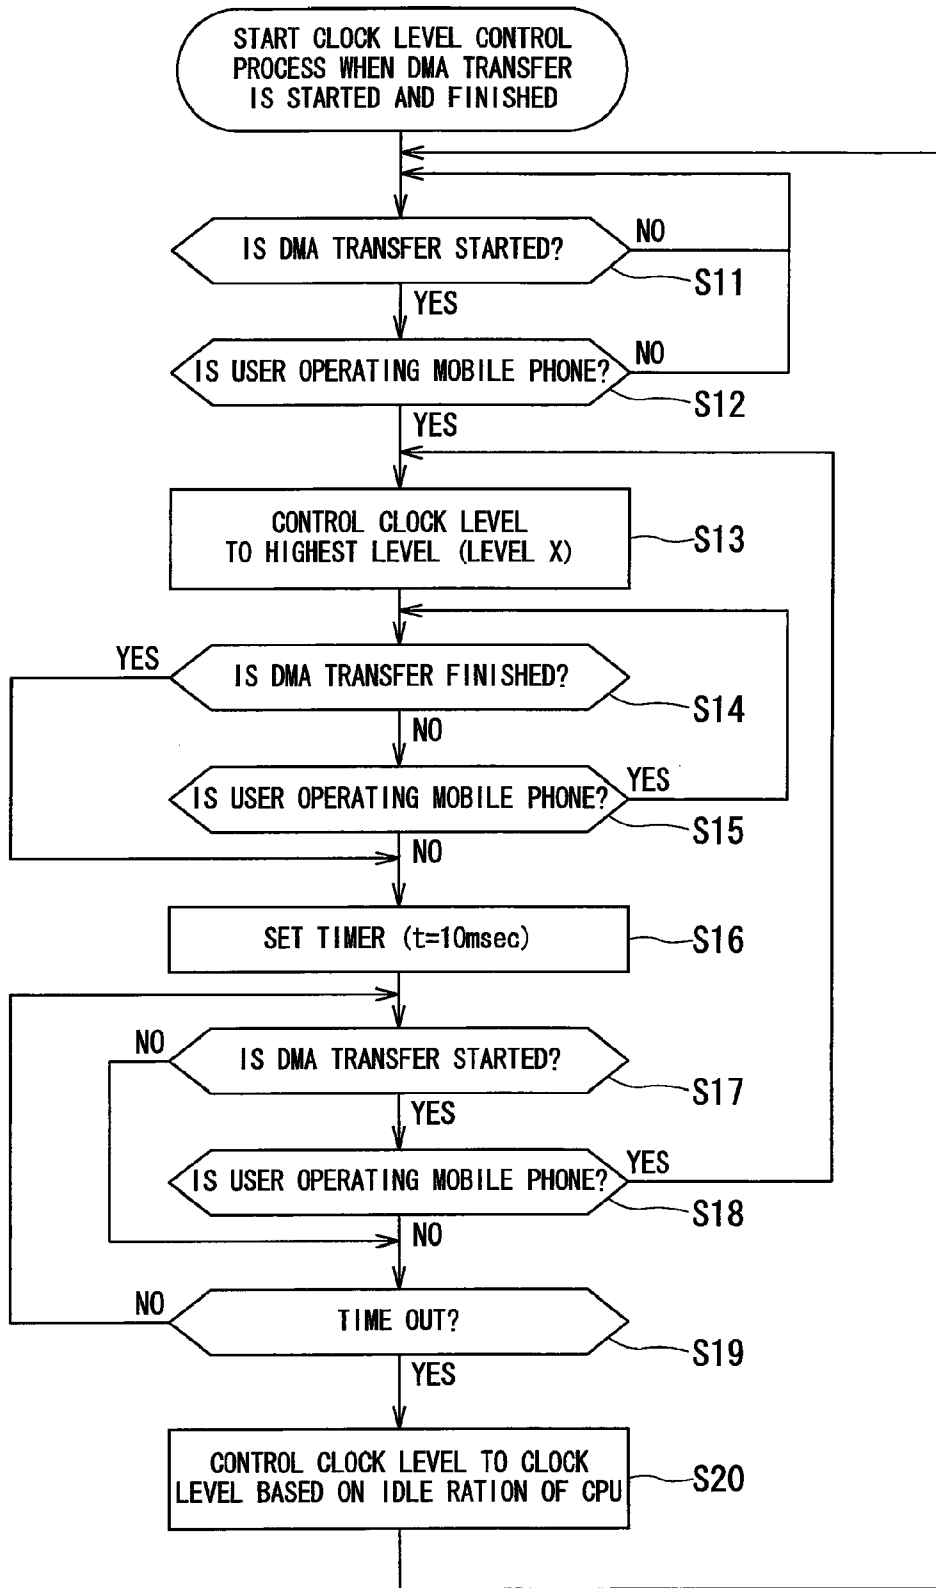 START CLOCK LEVEL CONTROL
PROCESS WHEN DMA TRANSFER
IS STARTED AND FINISHED
IS DMA TRANSFER STARTED?
NO
S11
YES
IS USER OPERATING MOBILE PHONE?
NO
S12
YES
CONTROL CLOCK LEVEL
TO HIGHEST LEVEL (LEVEL X)
S13
YES
IS DMA TRANSFER FINISHED?
S14
NO
IS USER OPERATING MOBILE PHONE?
YES
S15
NO
SET TIMER (t=10msec)
S16
NO
IS DMA TRANSFER STARTED?
S17
YES
IS USER OPERATING MOBILE PHONE?
YES
S18
NO
NO
TIME OUT?
S19
YES
CONTROL CLOCK LEVEL TO CLOCK
LEVEL BASED ON IDLE RATION OF CPU
S20